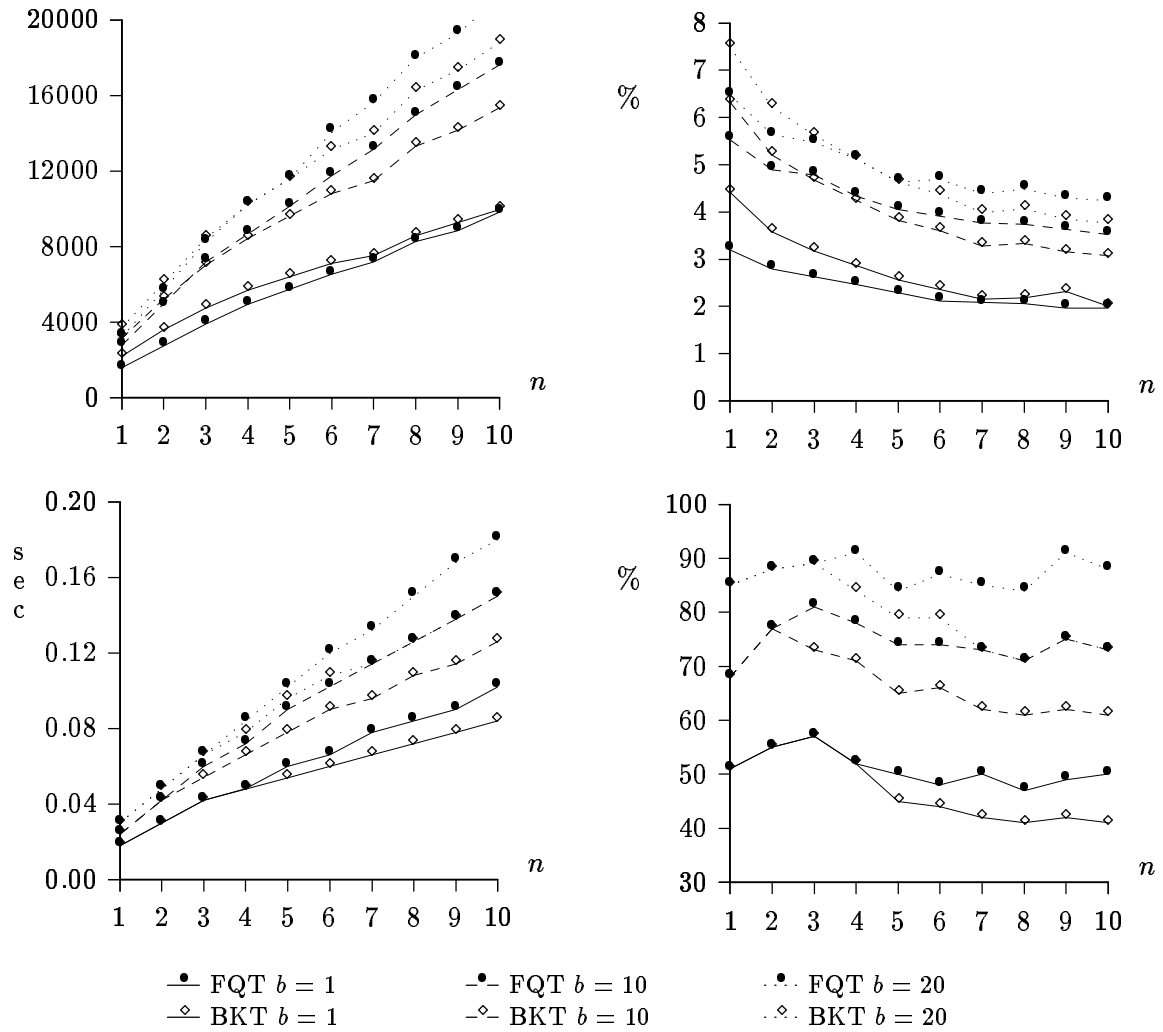 20000
16000
12000
8000
4000
0
n
1 2 3 4 5 6 7 8 9 10
8
7
6
5
4
3
2
1
0
%
n
1 2 3 4 5 6 7 8 9 10
0.20
0.16
0.12
0.08
0.04
0.00
s
e
c
n
1 2 3 4 5 6 7 8 9 10
100
90
80
70
60
50
40
30
%
n
1 2 3 4 5 6 7 8 9 10
FQT b = 1
FQT b = 10
FQT b = 20
BKT b = 1
BKT b = 10
BKT b = 20